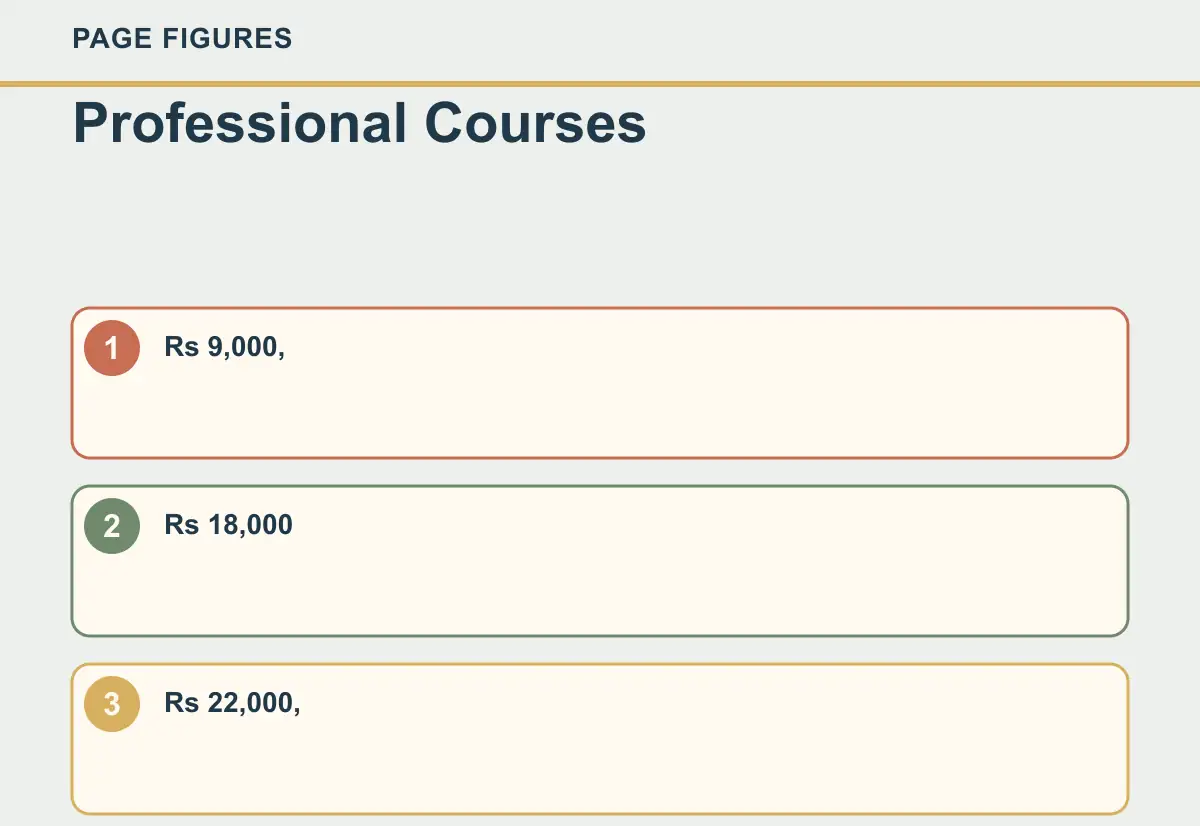 PAGE FIGURES
Professional Courses
1
Rs 9,000,
2
Rs 18,000
3
Rs 22,000,